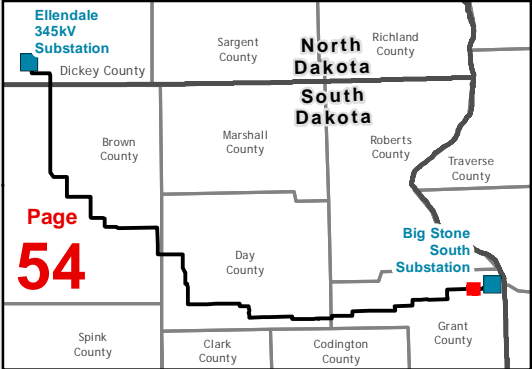 Ellendale
345kV
Substation
Dickey County
Sargent
County
North
Dakota
Richland
County
South
Dakota
Brown
County
Marshall
County
Roberts
County
Traverse
County
Page
54
Day
County
Big Stone
South
Substation
Spink
County
Clark
County
Codington
County
Grant
County